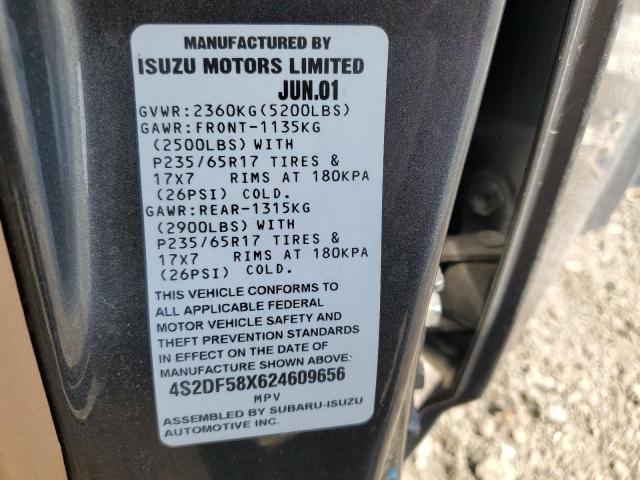 MANUFACTURED BY
ISUZU MOTORS LIMITED
JUN.01
GVWR:2360KG(5200LBS)
GAWR:FRONT-1135KG
(2500LBS) WITH
P235/65R17 TIRES &
17X7 RIMS AT 180KPA
(26PSI) COLD.
GAWR:REAR-1315KG
(2900LBS) WITH
P235/65R17 TIRES &
17X7 RIMS AT 180KPA
(26PSI) COLD.
THIS VEHICLE CONFORMS TO
ALL APPLICABLE FEDERAL
MOTOR VEHICLE SAFETY AND
THEFT PREVENTION STANDARDS
IN EFFECT ON THE DATE OF
MANUFACTURE SHOWN ABOVE:
4S2DF58X624609656
MPV
ASSEMBLED BY SUBARU-ISUZU
AUTOMOTIVE INC.